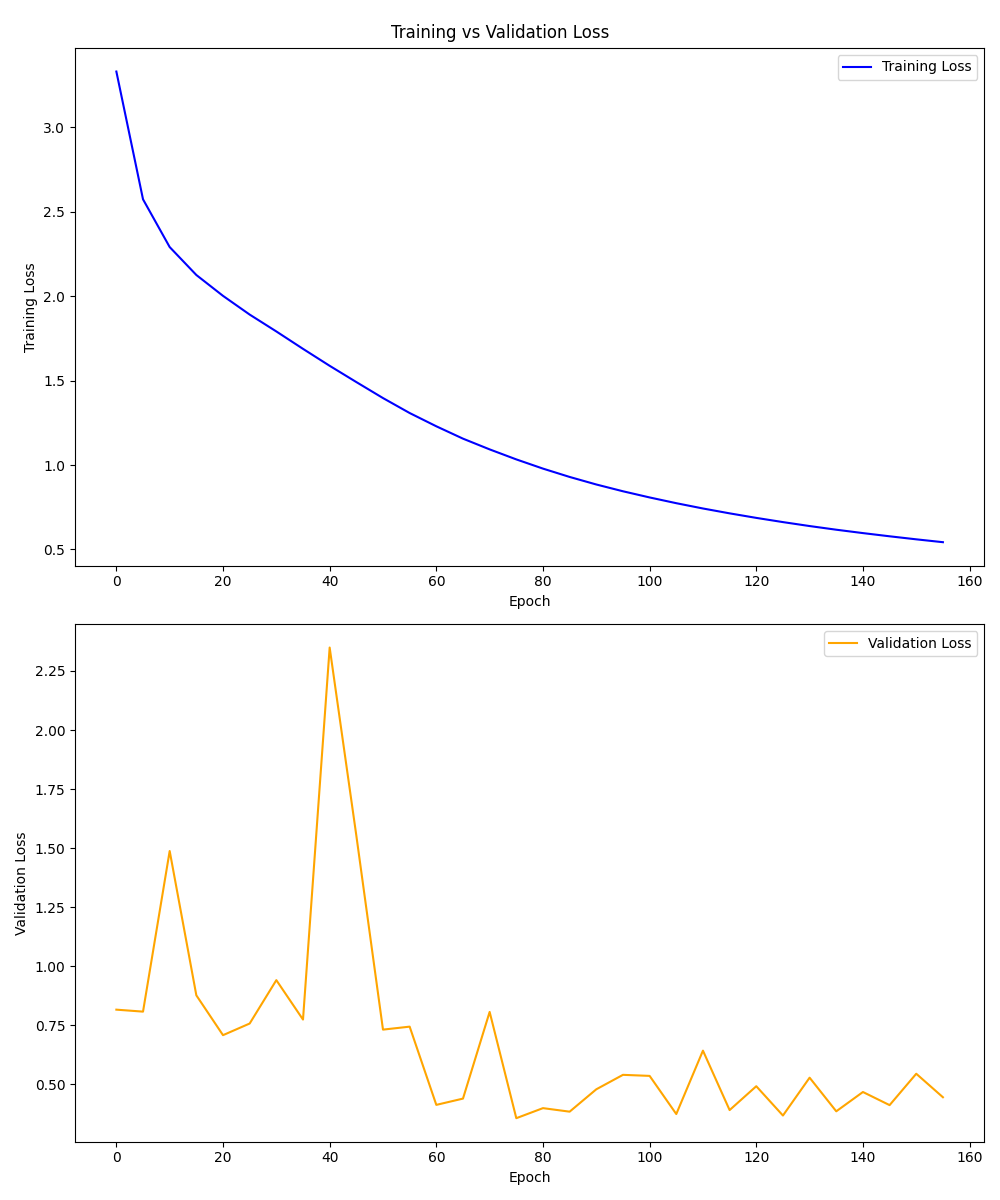 Training vs Validation Loss
Training Loss
3.0
2.5
2.0
1.5
1.0
0.5
Training Loss
0 20 40 60 80 100 120 140 160
Epoch
Validation Loss
2.25
2.00
1.75
1.50
1.25
1.00
0.75
0.50
Validation Loss
0 20 40 60 80 100 120 140 160
Epoch